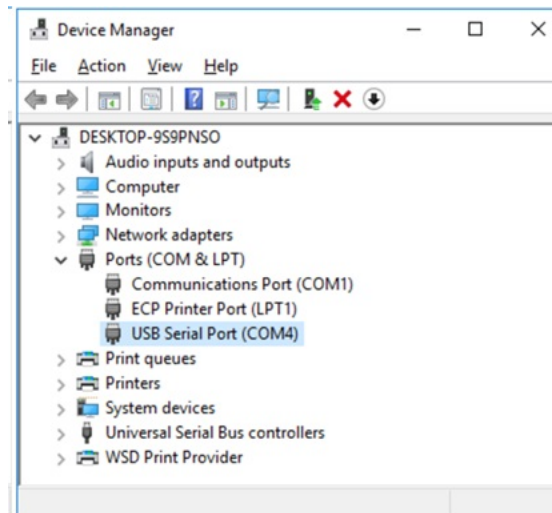 Device Manager
File Action View Help
DESKTOP-9S9PNSO
Audio inputs and outputs
Computer
Monitors
Network adapters
Ports (COM & LPT)
Communications Port (COM1)
ECP Printer Port (LPT1)
USB Serial Port (COM4)
Print queues
Printers
System devices
Universal Serial Bus controllers
WSD Print Provider